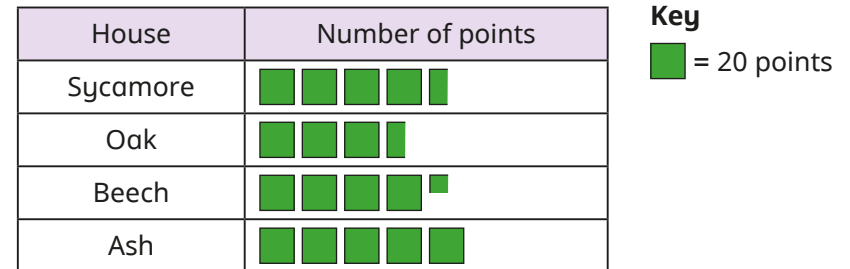 House Number of points
Sycamore
Oak
Beech
Ash
Key
= 20 points